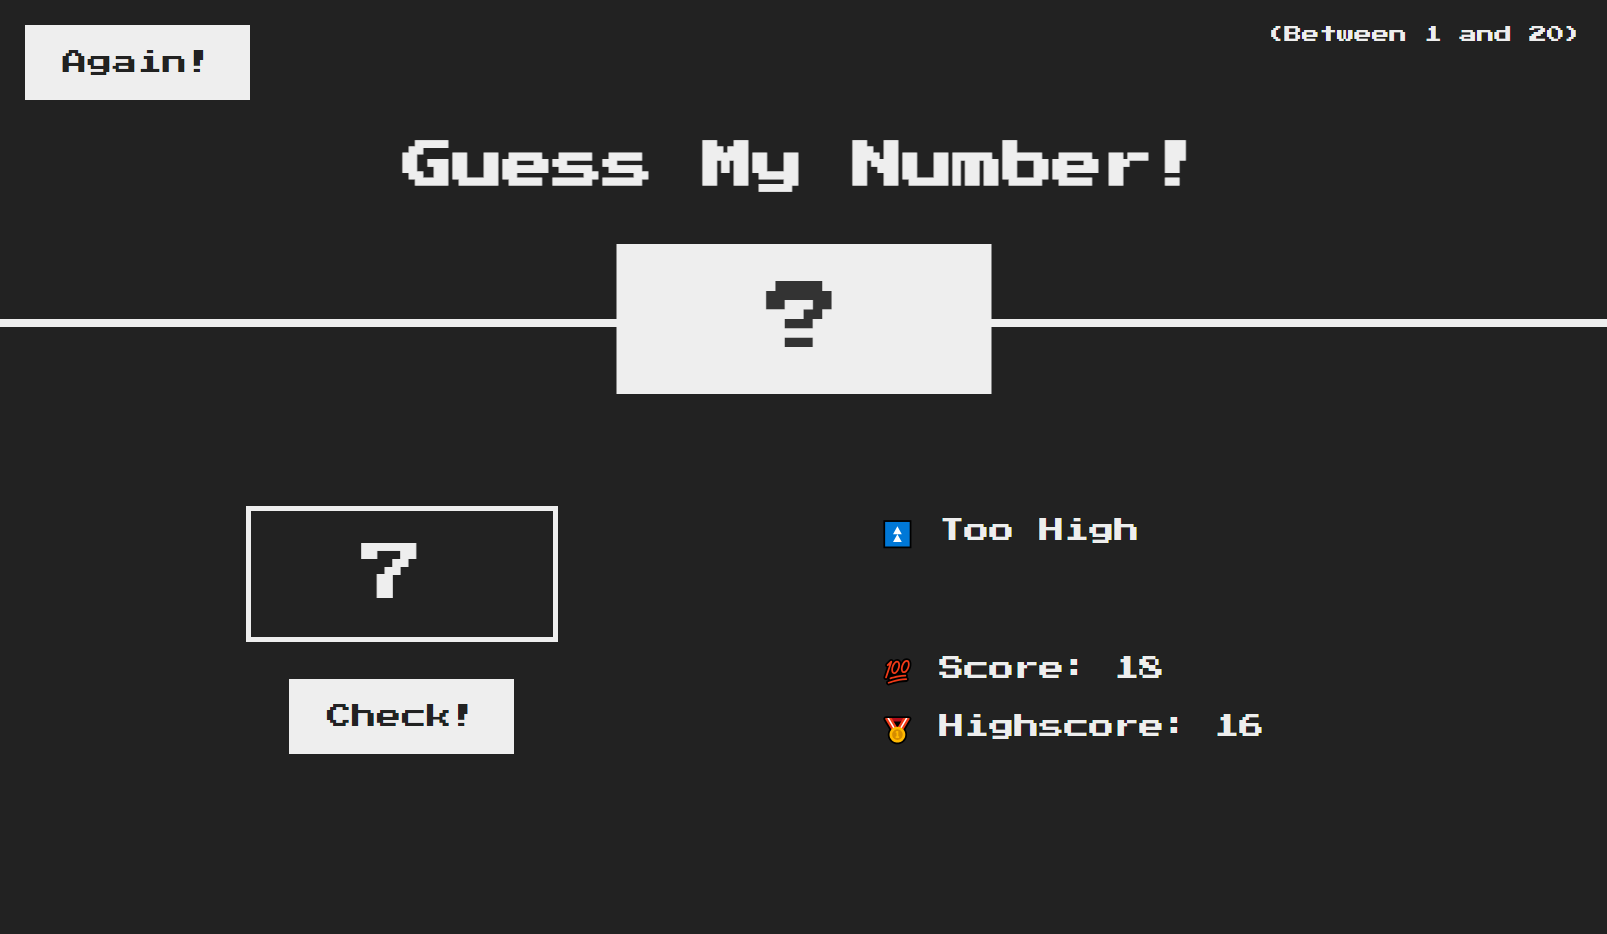 Again!
(Between 1 and 20)
Guess My Number!
?
7
Check!
⏫ Too High
💯 Score: 18
🥇 Highscore: 16